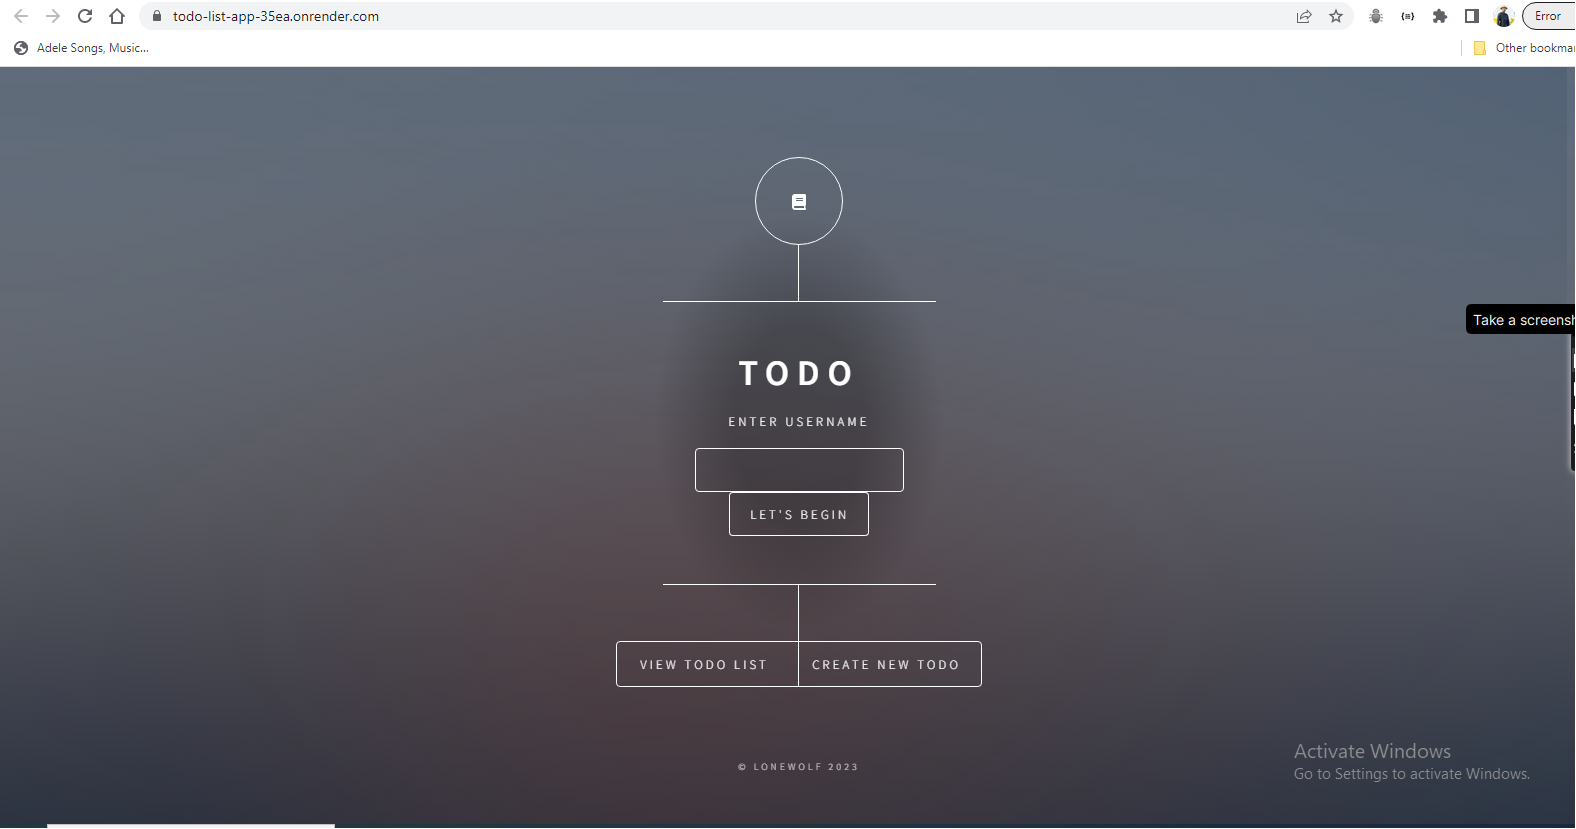 todo-list-app-35ea.onrender.com
Error
Adele Songs, Music...
Other bookma
Take a screensh
TODO
ENTER USERNAME
LET'S BEGIN
VIEW TODO LIST
CREATE NEW TODO
© LONEWOLF 2023
Activate Windows
Go to Settings to activate Windows.